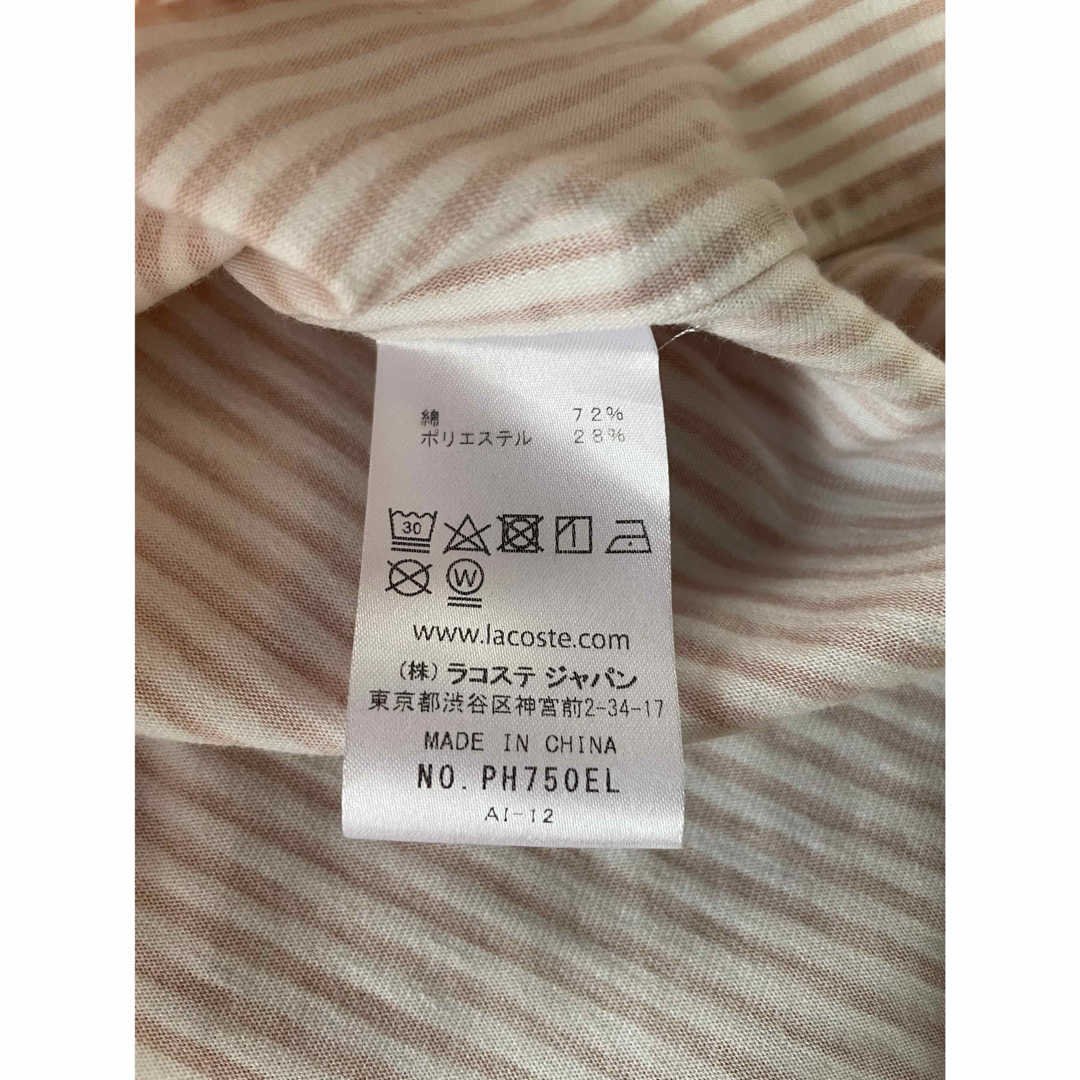 綿 72%
ポリエステル 28%
30
W
www.lacoste.com
(株)ラコステ ジャパン
東京都渋谷区神宮前2-34-17
MADE IN CHINA
NO. PH750EL
AI-12